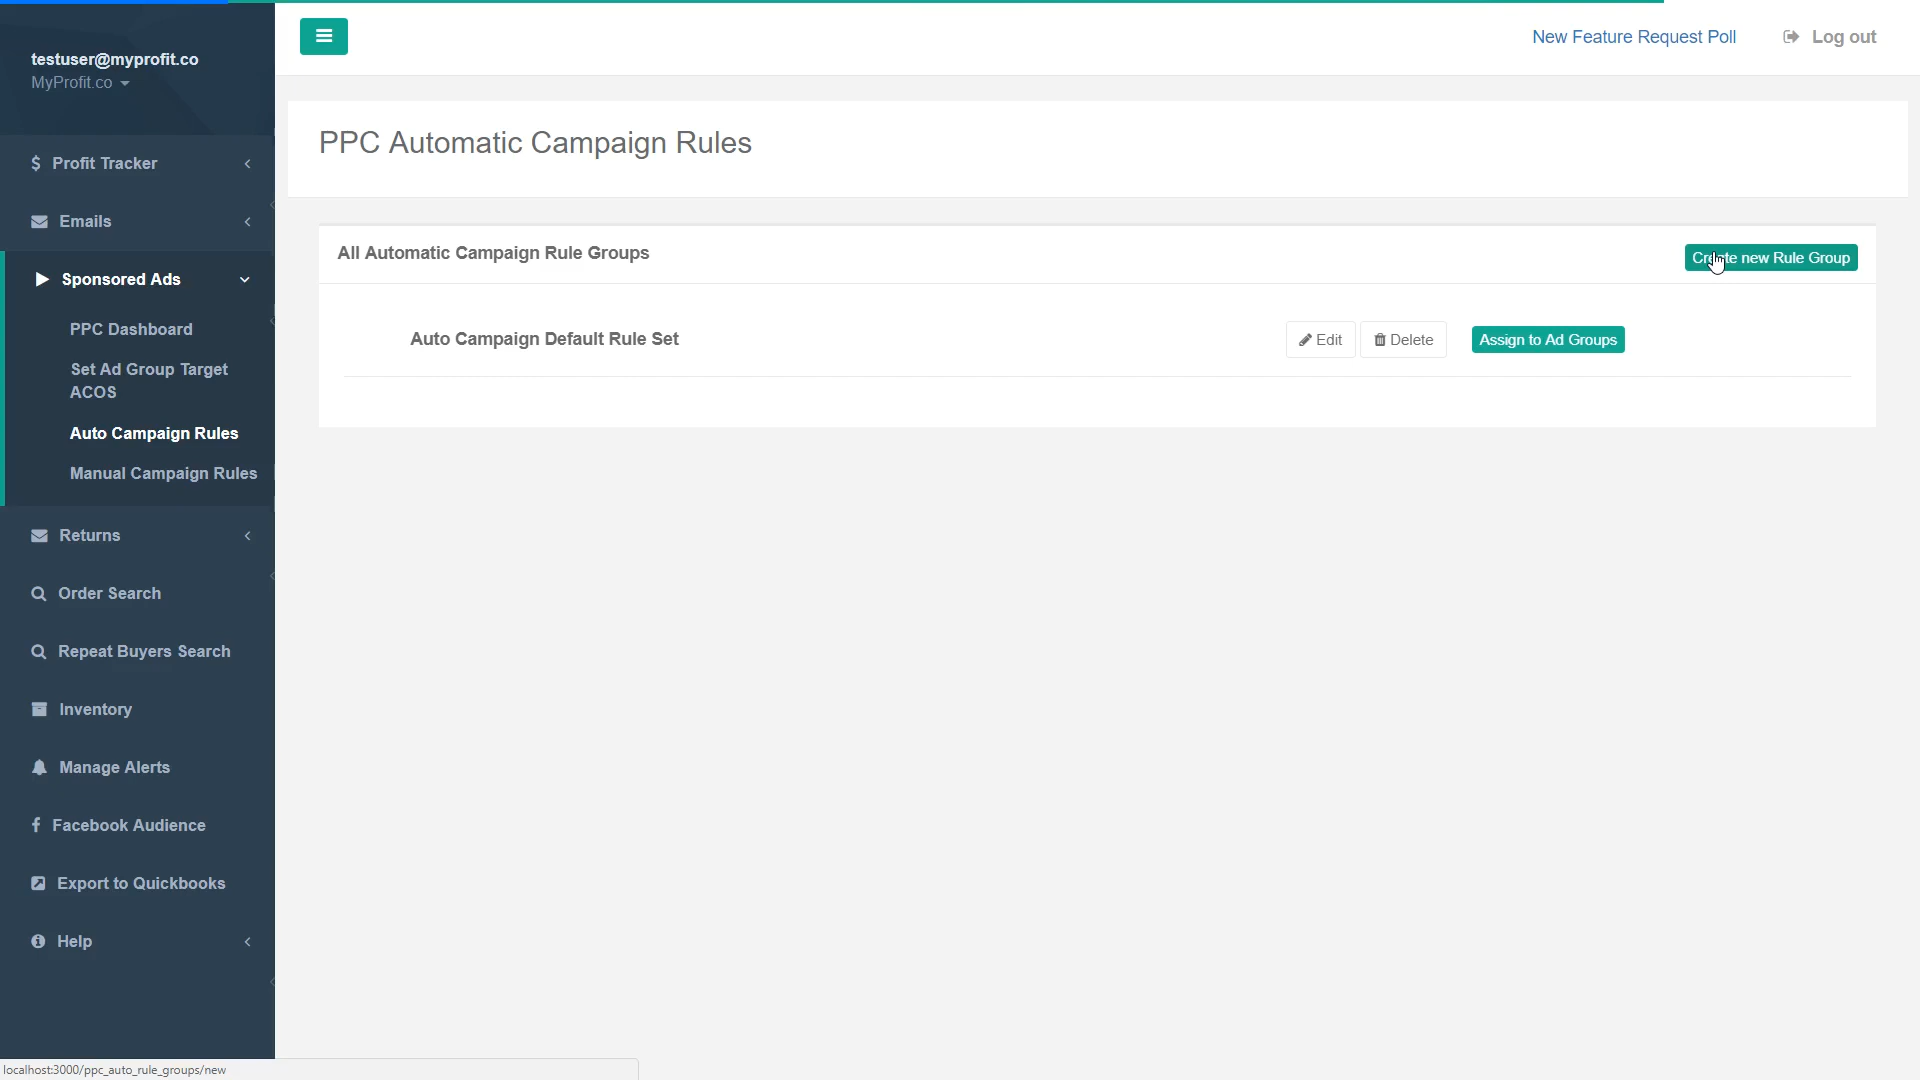 testuser@myprofit.co
MyProfit.co
New Feature Request Poll
Log out
$ Profit Tracker
Emails
Sponsored Ads
PPC Dashboard
Set Ad Group Target
ACOS
Auto Campaign Rules
Manual Campaign Rules
Returns
Order Search
Repeat Buyers Search
Inventory
Manage Alerts
Facebook Audience
Export to Quickbooks
Help
PPC Automatic Campaign Rules
All Automatic Campaign Rule Groups
Create new Rule Group
Auto Campaign Default Rule Set
Edit
Delete
Assign to Ad Groups
localhost:3000/ppc_auto_rule_groups/new